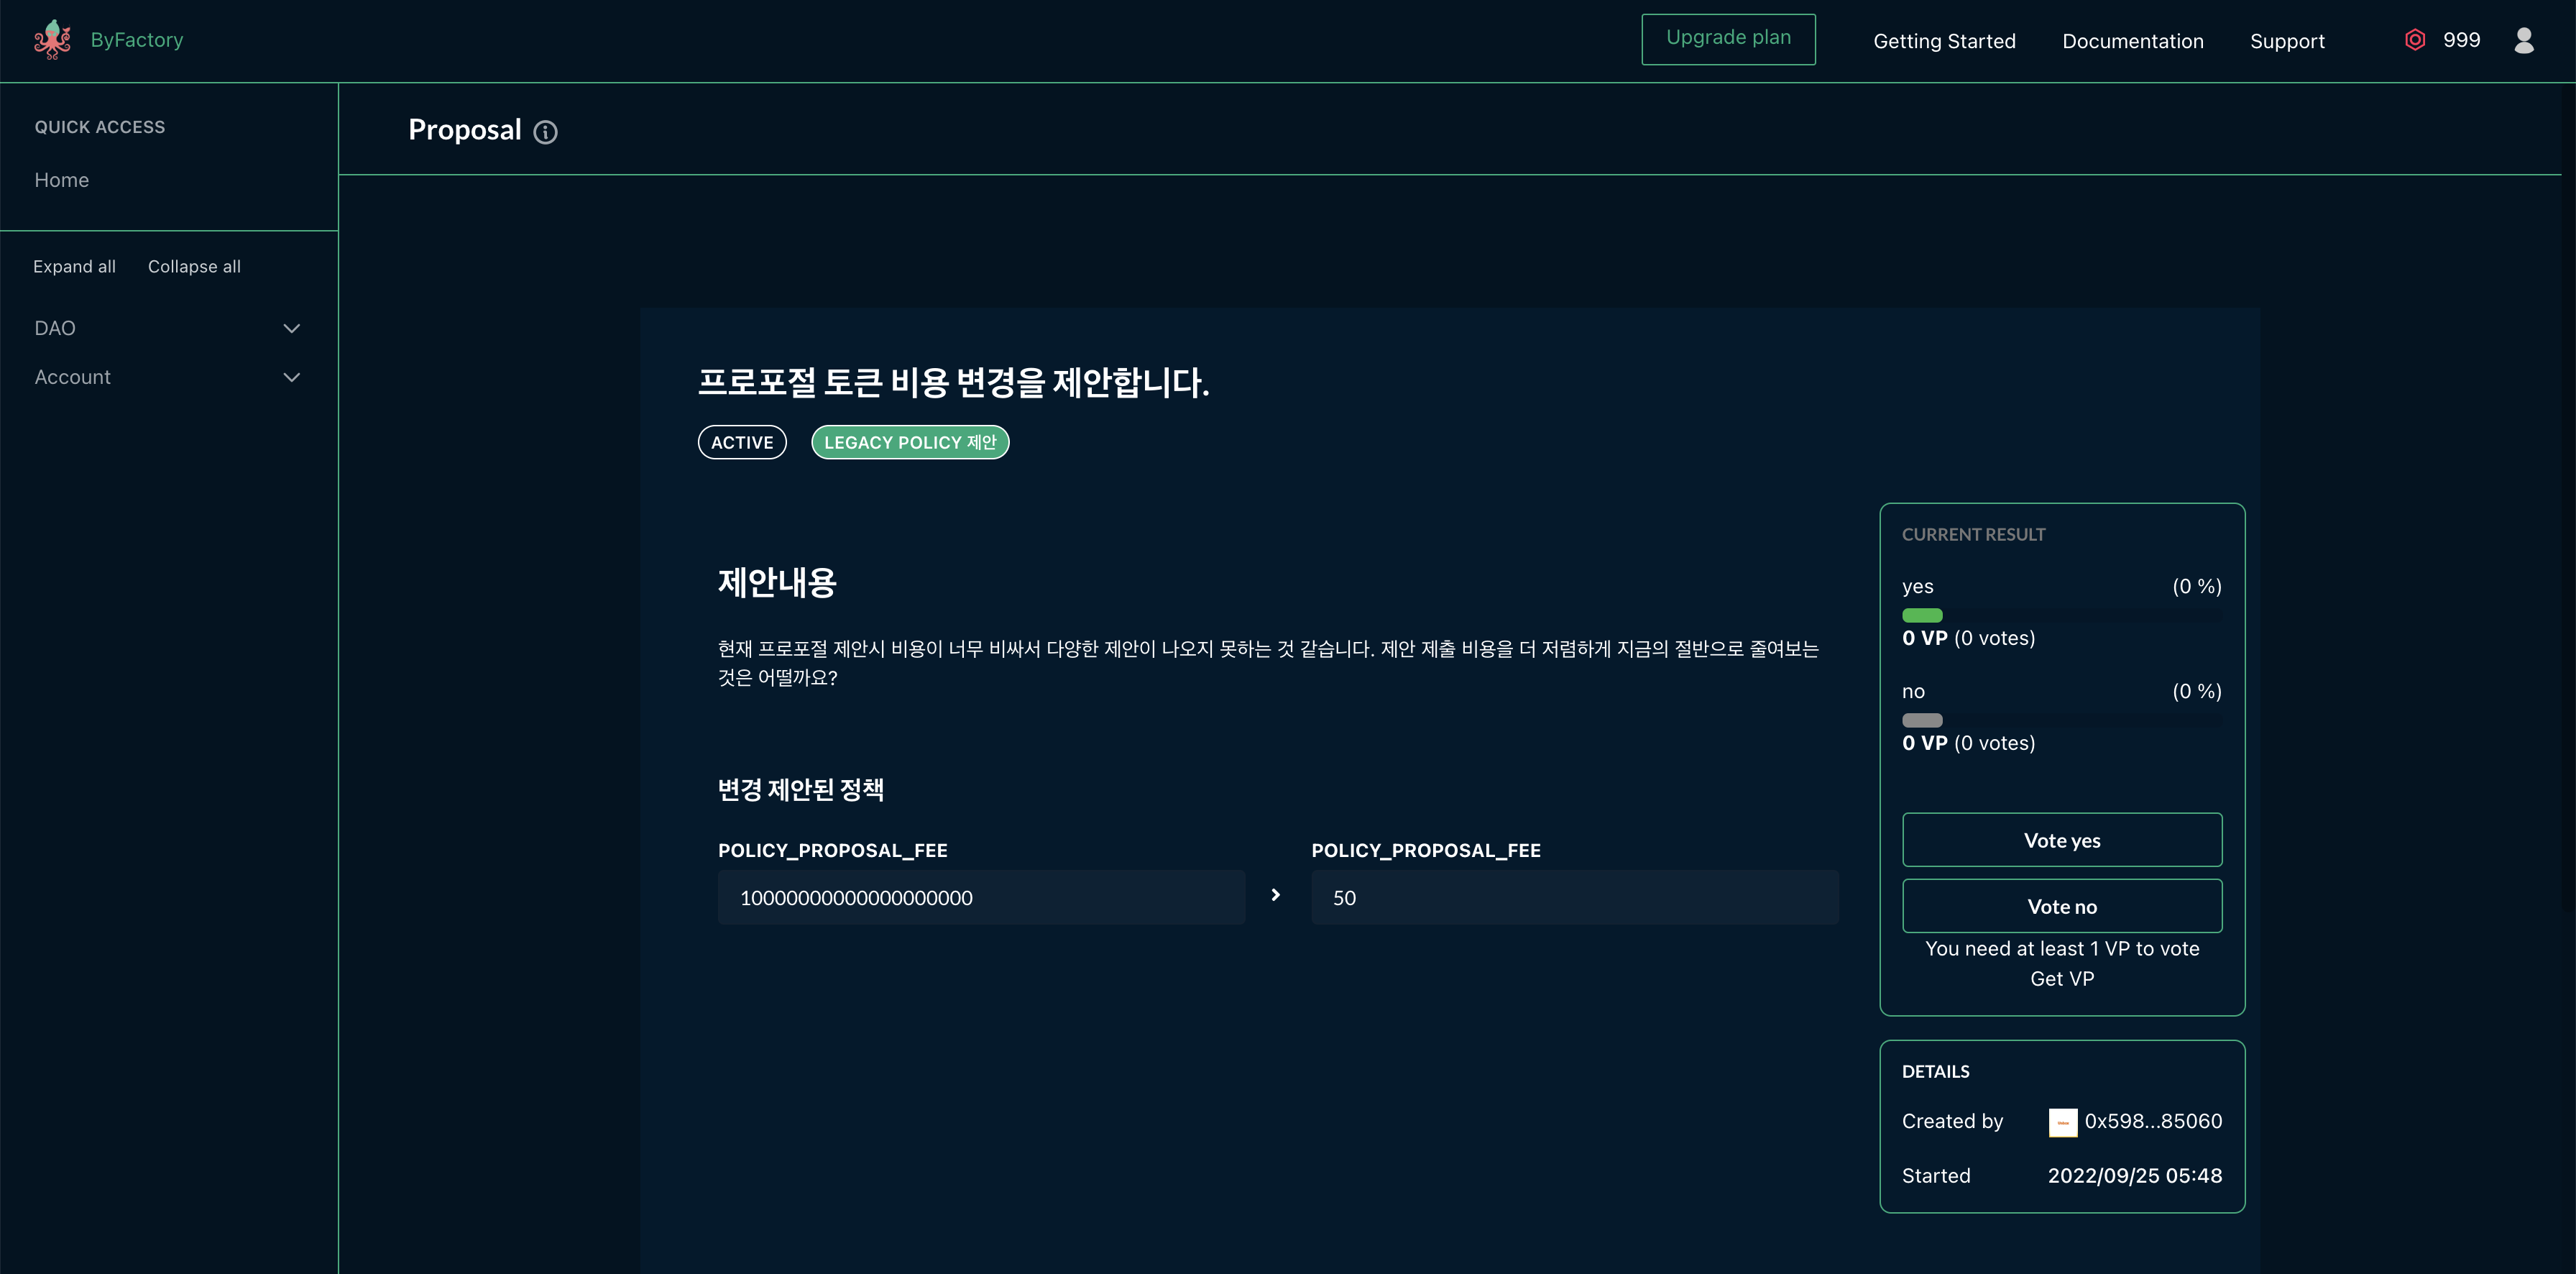 ByFactory
Upgrade plan
Getting Started
Documentation
Support
999
QUICK ACCESS
Home
Expand all
Collapse all
DAO
Account
Proposal
프로포절 토큰 비용 변경을 제안합니다.
ACTIVE
LEGACY POLICY 제안
제안내용
현재 프로포절 제안시 비용이 너무 비싸서 다양한 제안이 나오지 못하는 것 같습니다. 제안 제출 비용을 더 저렴하게 지금의 절반으로 줄여보는
것은 어떨까요?
변경 제안된 정책
POLICY_PROPOSAL_FEE
10000000000000000000
POLICY_PROPOSAL_FEE
50
CURRENT RESULT
yes (0 %)
0 VP (0 votes)
no (0 %)
0 VP (0 votes)
Vote yes
Vote no
You need at least 1 VP to vote
Get VP
DETAILS
Created by 0x598...85060
Started 2022/09/25 05:48